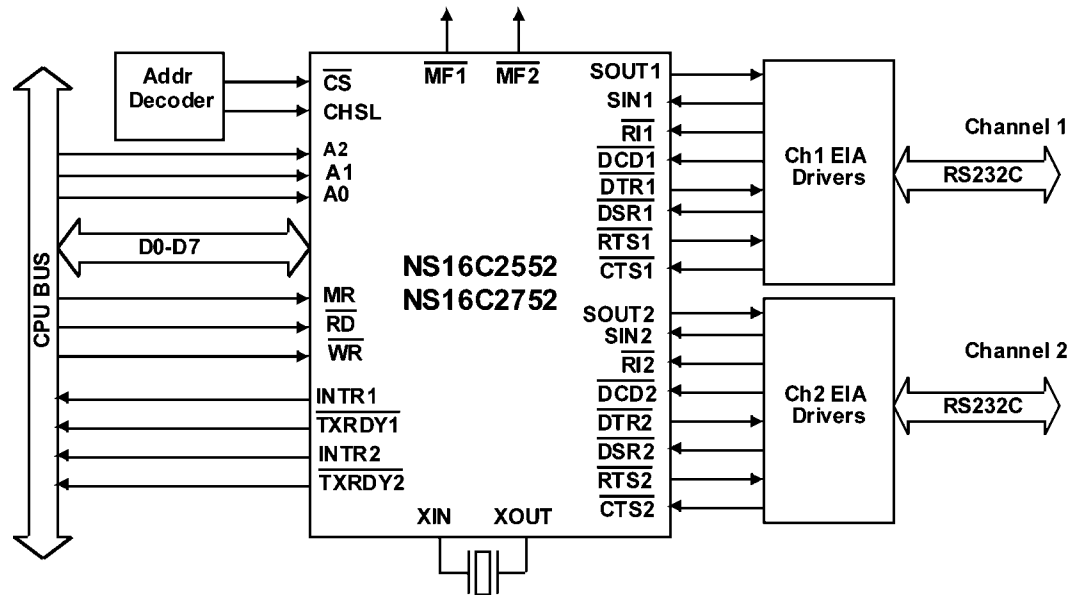 Addr
Decoder
CPU BUS
CS
CHSL
A2
A1
A0
D0-D7
MR
RD
WR
INTR1
TXRDY1
INTR2
TXRDY2
MF1 MF2
NS16C2552
NS16C2752
XIN XOUT
SOUT1
SIN1
RI1
DCD1
DTR1
DSR1
RTS1
CTS1
SOUT2
SIN2
RI2
DCD2
DTR2
DSR2
RTS2
CTS2
Ch1 EIA
Drivers
Channel 1
RS232C
Ch2 EIA
Drivers
Channel 2
RS232C